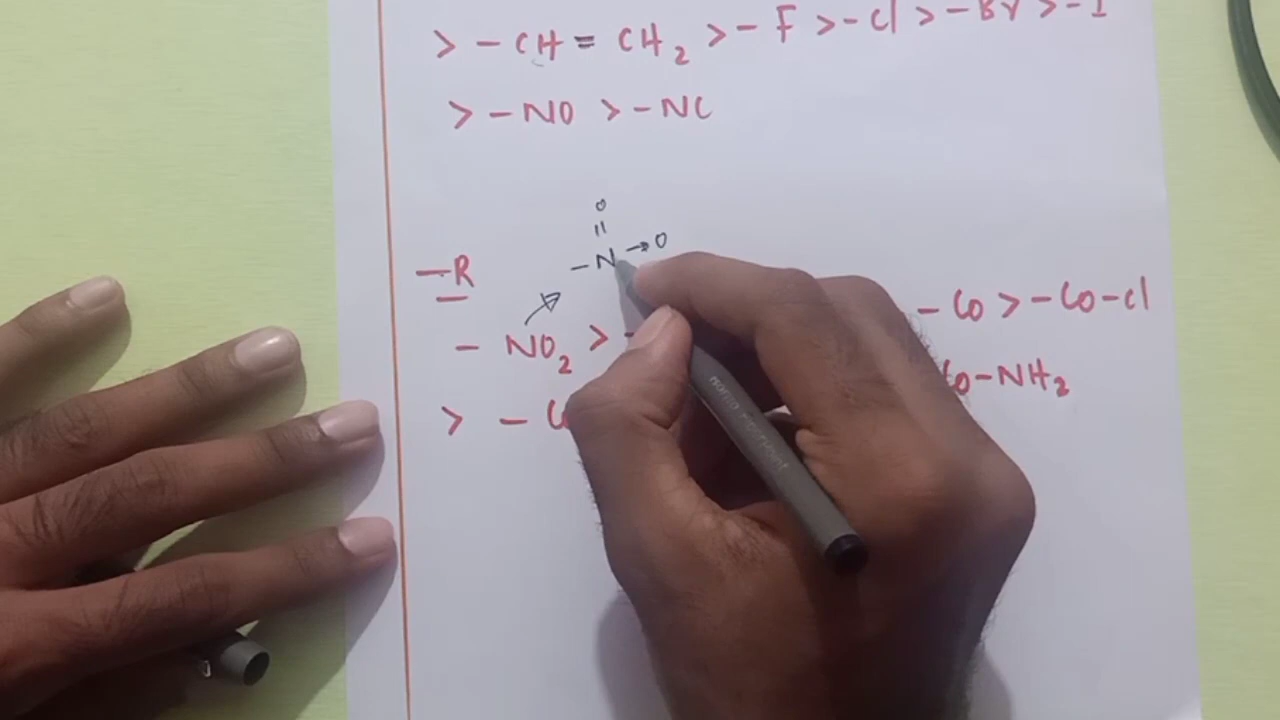 > - CH = CH2 > - F > - Cl > - Br > - I
> - NO > - NC
O
=
- N → O
-R
- NO2 > - CO > - CO - Cl
> - CO - NH2